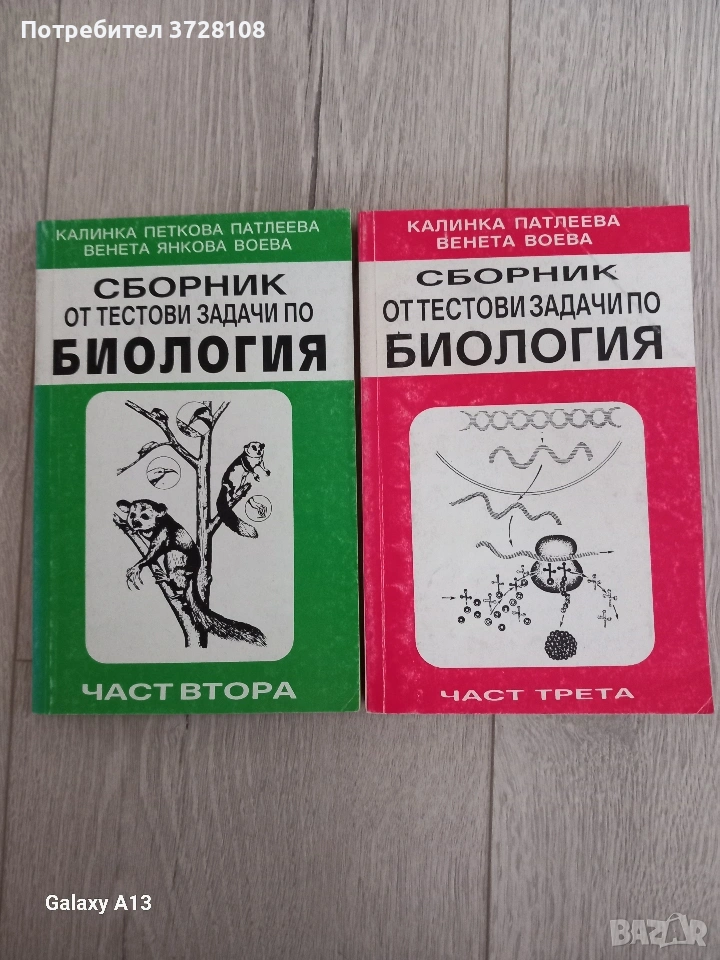 Потребител 3728108
КАЛИНКА ПЕТКОВА ПАТЛЕЕВА
ВЕНЕТА ЯНКОВА ВОЕВА
СБОРНИК
ОТ ТЕСТОВИ ЗАДАЧИ ПО
БИОЛОГИЯ
ЧАСТ ВТОРА
КАЛИНКА ПАТЛЕЕВА
ВЕНЕТА ВОЕВА
СБОРНИК
ОТ ТЕСТОВИ ЗАДАЧИ ПО
БИОЛОГИЯ
ЧАСТ ТРЕТА
Galaxy A13
BAZAR